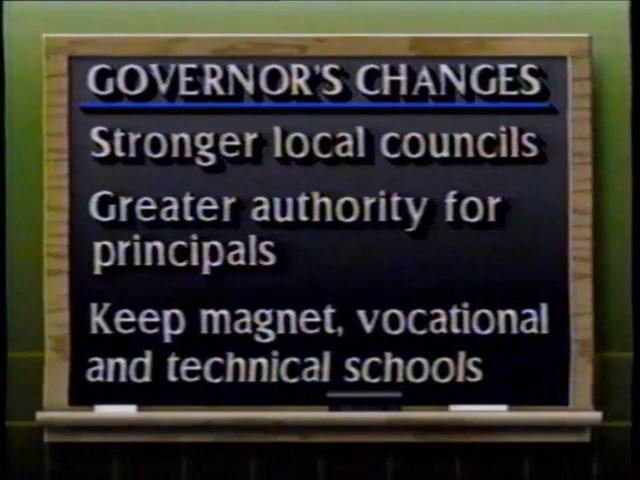 GOVERNOR'S CHANGES
Stronger local councils
Greater authority for
principals
Keep magnet, vocational
and technical schools